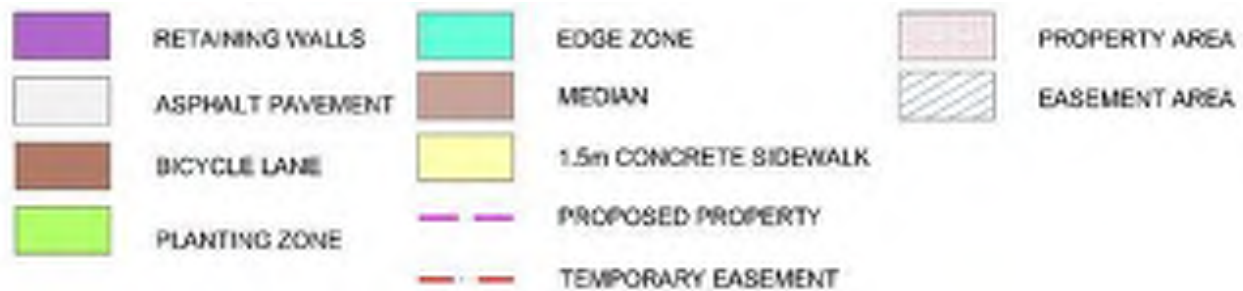 RETAINING WALLS
ASPHALT PAVEMENT
BICYCLE LANE
PLANTING ZONE
EDGE ZONE
MEDIAN
1.5m CONCRETE SIDEWALK
PROPOSED PROPERTY
TEMPORARY EASEMENT
PROPERTY AREA
EASEMENT AREA